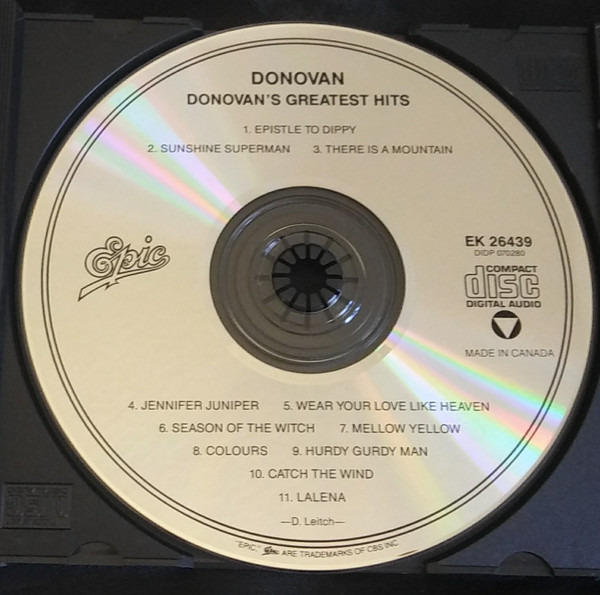 DONOVAN
DONOVAN'S GREATEST HITS
1. EPISTLE TO DIPPY
2. SUNSHINE SUPERMAN 3. THERE IS A MOUNTAIN
Epic
EK 26439
DIDP 070280
COMPACT
disc
DIGITAL AUDIO
MADE IN CANADA
4. JENNIFER JUNIPER 5. WEAR YOUR LOVE LIKE HEAVEN
6. SEASON OF THE WITCH 7. MELLOW YELLOW
8. COLOURS 9. HURDY GURDY MAN
10. CATCH THE WIND
11. LALENA
—D. Leitch—
"EPIC," Epic ARE TRADEMARKS OF CBS INC.